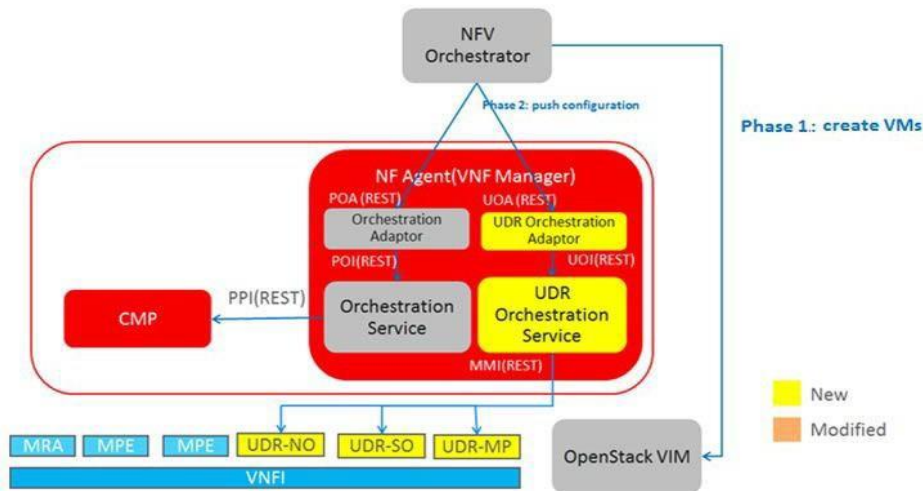 NFV
Orchestrator
Phase 2: push configuration
Phase 1.: create VMs
NF Agent(VNF Manager)
POA (REST)
UOA (REST)
Orchestration
Adaptor
UDR Orchestration
Adaptor
POI(REST)
UOI(REST)
PPI(REST)
CMP
Orchestration
Service
UDR
Orchestration
Service
MMI(REST)
New
Modified
MRA
MPE
MPE
UDR-NO
UDR-SO
UDR-MP
VNFI
OpenStack VIM